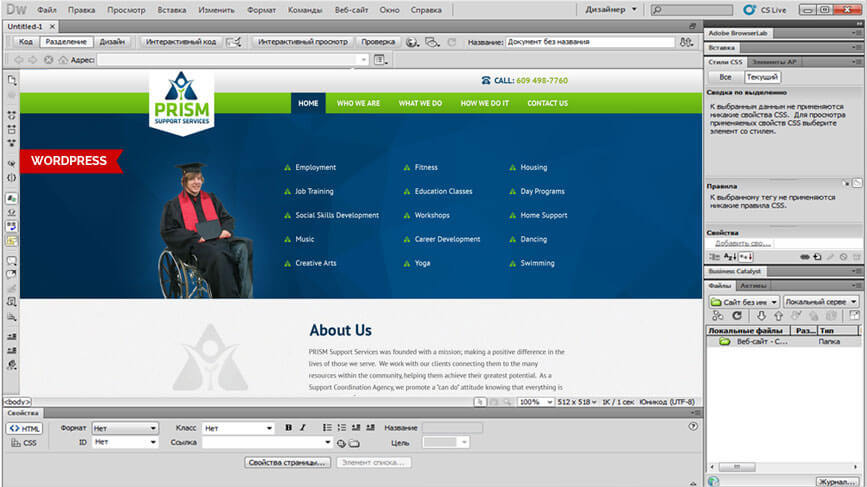 Dw Файл Правка Просмотр Вставка Изменить Формат Команды Веб-сайт Окно Справка Дизайнер CS Live
Untitled-1
Код Разделение Дизайн Интерактивный код Интерактивный просмотр Проверка Название: Документ без названия
Адрес:
CALL: 609 498-7760
PRISM
SUPPORT SERVICES
HOME WHO WE ARE WHAT WE DO HOW WE DO IT CONTACT US
WORDPRESS
Employment Fitness Housing
Job Training Education Classes Day Programs
Social Skills Development Workshops Home Support
Music Career Development Dancing
Creative Arts Yoga Swimming
About Us
PRISM Support Services was founded with a mission; making a positive difference in the
lives of those we serve. We work with our clients connecting them to the many
resources within the community, helping them achieve their greatest potential. As a
Support Coordination Agency, we promote a "can do" attitude knowing that everything is
<body> 100% 512 x 518 1K / 1 сек Юникод (UTF-8)
Свойства
<> HTML Формат Нет Класс Нет B I Название
CSS ID Нет Ссылка Цель
Свойства страницы... Элемент списка...
Adobe BrowserLab
Вставка
Стили CSS Элементы AP
Все Текущий
Сводка по выделению
К выбранным данным не применяются
никакие свойства CSS. Для просмотра
применяемых свойств CSS выберите
элемент со стилем.
Правила
К выбранному тегу не применяются
никакие правила CSS.
Свойства
Добавить сво...
Business Catalyst
Файлы Активы
Сайт без им Локальный серве
Локальные файлы Раз... Тип
Веб-сайт - С... Папка
Журнал...